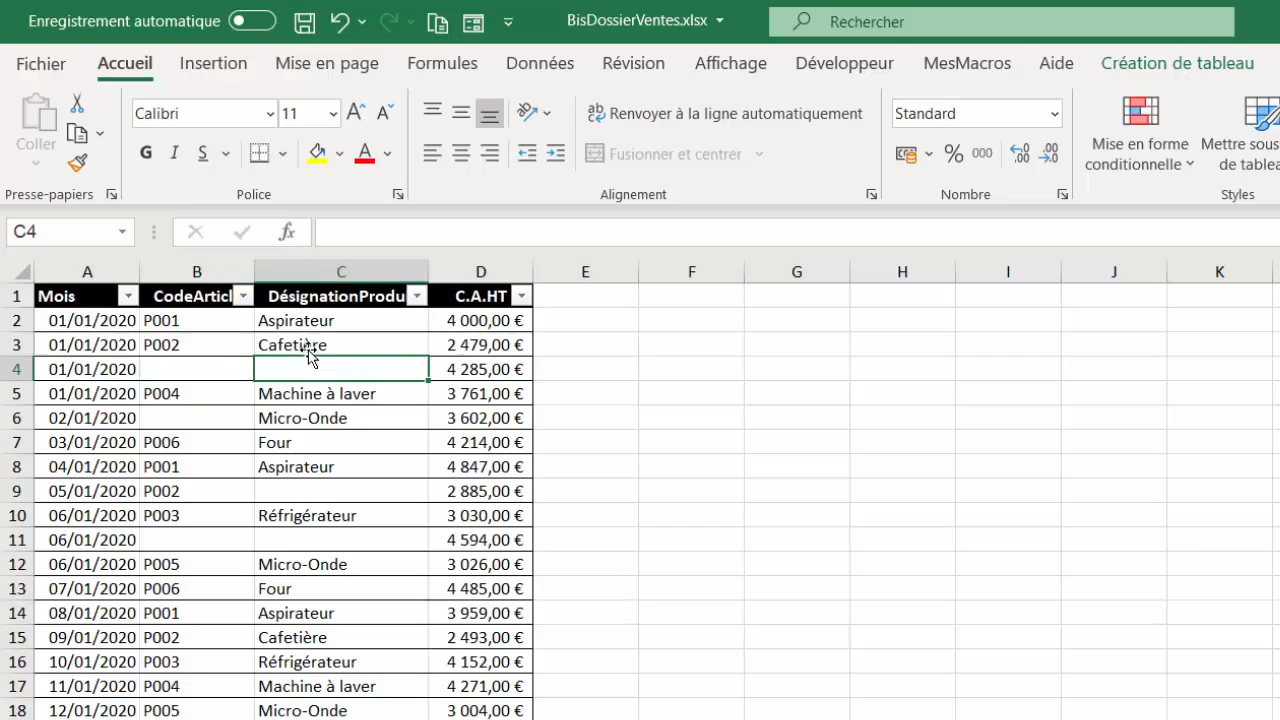 Enregistrement automatique
BisDossierVentes.xlsx
Rechercher
Fichier Accueil Insertion Mise en page Formules Données Révision Affichage Développeur MesMacros Aide Création de tableau
Coller
Calibri 11
G I S
Renvoyer à la ligne automatiquement
Fusionner et centrer
Standard
% 000
Mise en forme conditionnelle
Mettre sous
de table
Presse-papiers Police Alignement Nombre Styles
C4 fx
A B C D E F G H I J K
1 Mois CodeArticl DésignationProdu C.A.HT
2 01/01/2020 P001 Aspirateur 4 000,00 €
3 01/01/2020 P002 Cafetière 2 479,00 €
4 01/01/2020 4 285,00 €
5 01/01/2020 P004 Machine à laver 3 761,00 €
6 02/01/2020 Micro-Onde 3 602,00 €
7 03/01/2020 P006 Four 4 214,00 €
8 04/01/2020 P001 Aspirateur 4 847,00 €
9 05/01/2020 P002 2 885,00 €
10 06/01/2020 P003 Réfrigérateur 3 030,00 €
11 06/01/2020 4 594,00 €
12 06/01/2020 P005 Micro-Onde 3 026,00 €
13 07/01/2020 P006 Four 4 485,00 €
14 08/01/2020 P001 Aspirateur 3 959,00 €
15 09/01/2020 P002 Cafetière 2 493,00 €
16 10/01/2020 P003 Réfrigérateur 4 152,00 €
17 11/01/2020 P004 Machine à laver 4 271,00 €
18 12/01/2020 P005 Micro-Onde 3 004,00 €